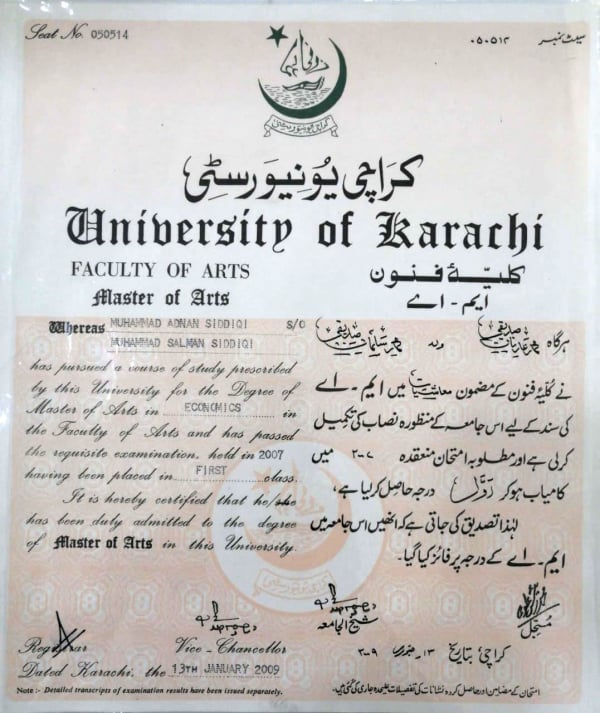 Seat No. 050514
سیٹ نمبر ۰۵۰۵۱۴
کراچی یونیورسٹی
کراچی یُونیوَرسٹی
University of Karachi
FACULTY OF ARTS
کلیۂ فنون
Master of Arts
ایم - اے
Whereas MUHAMMAD ADNAN SIDDIQI S/O
MUHAMMAD SALMAN SIDDIQI
has pursued a course of study prescribed
by this University for the Degree of
Master of Arts in ECONOMICS in
the Faculty of Arts and has passed
the requisite examination, held in 2007
having been placed in FIRST class.
It is hereby certified that he/she
has been duly admitted to the degree
of Master of Arts in this University.
ہرگاہ محمد عدنان صدیقی ولد محمد سلمان صدیقی
نے کلیۂ فنون کے مضمون معاشیات میں ایم - اے
کی سند کے لیے اس جامعہ کے منظورہ نصاب کی تکمیل
کرلی ہے اور مطلوبہ امتحان منعقدہ ۲۰۰۷ میں
کامیاب ہوکر اول درجہ حاصل کرلیا ہے،
لہٰذا تصدیق کی جاتی ہے کہ انھیں اس جامعہ میں
ایم - اے کے درجہ پر فائز کیا گیا۔
Registrar
Vice-Chancellor
شیخ الجامعہ
مسجل
Dated Karachi, the 13TH JANUARY 2009
کراچی بتاریخ ۱۳ - جنوری ۲۰۰۹
Note :- Detailed transcripts of examination results have been issued separately.
امتحان کے مضامین اور حاصل کردہ نشانات کی تفصیلات علیحدہ جاری کی گئی ہیں۔